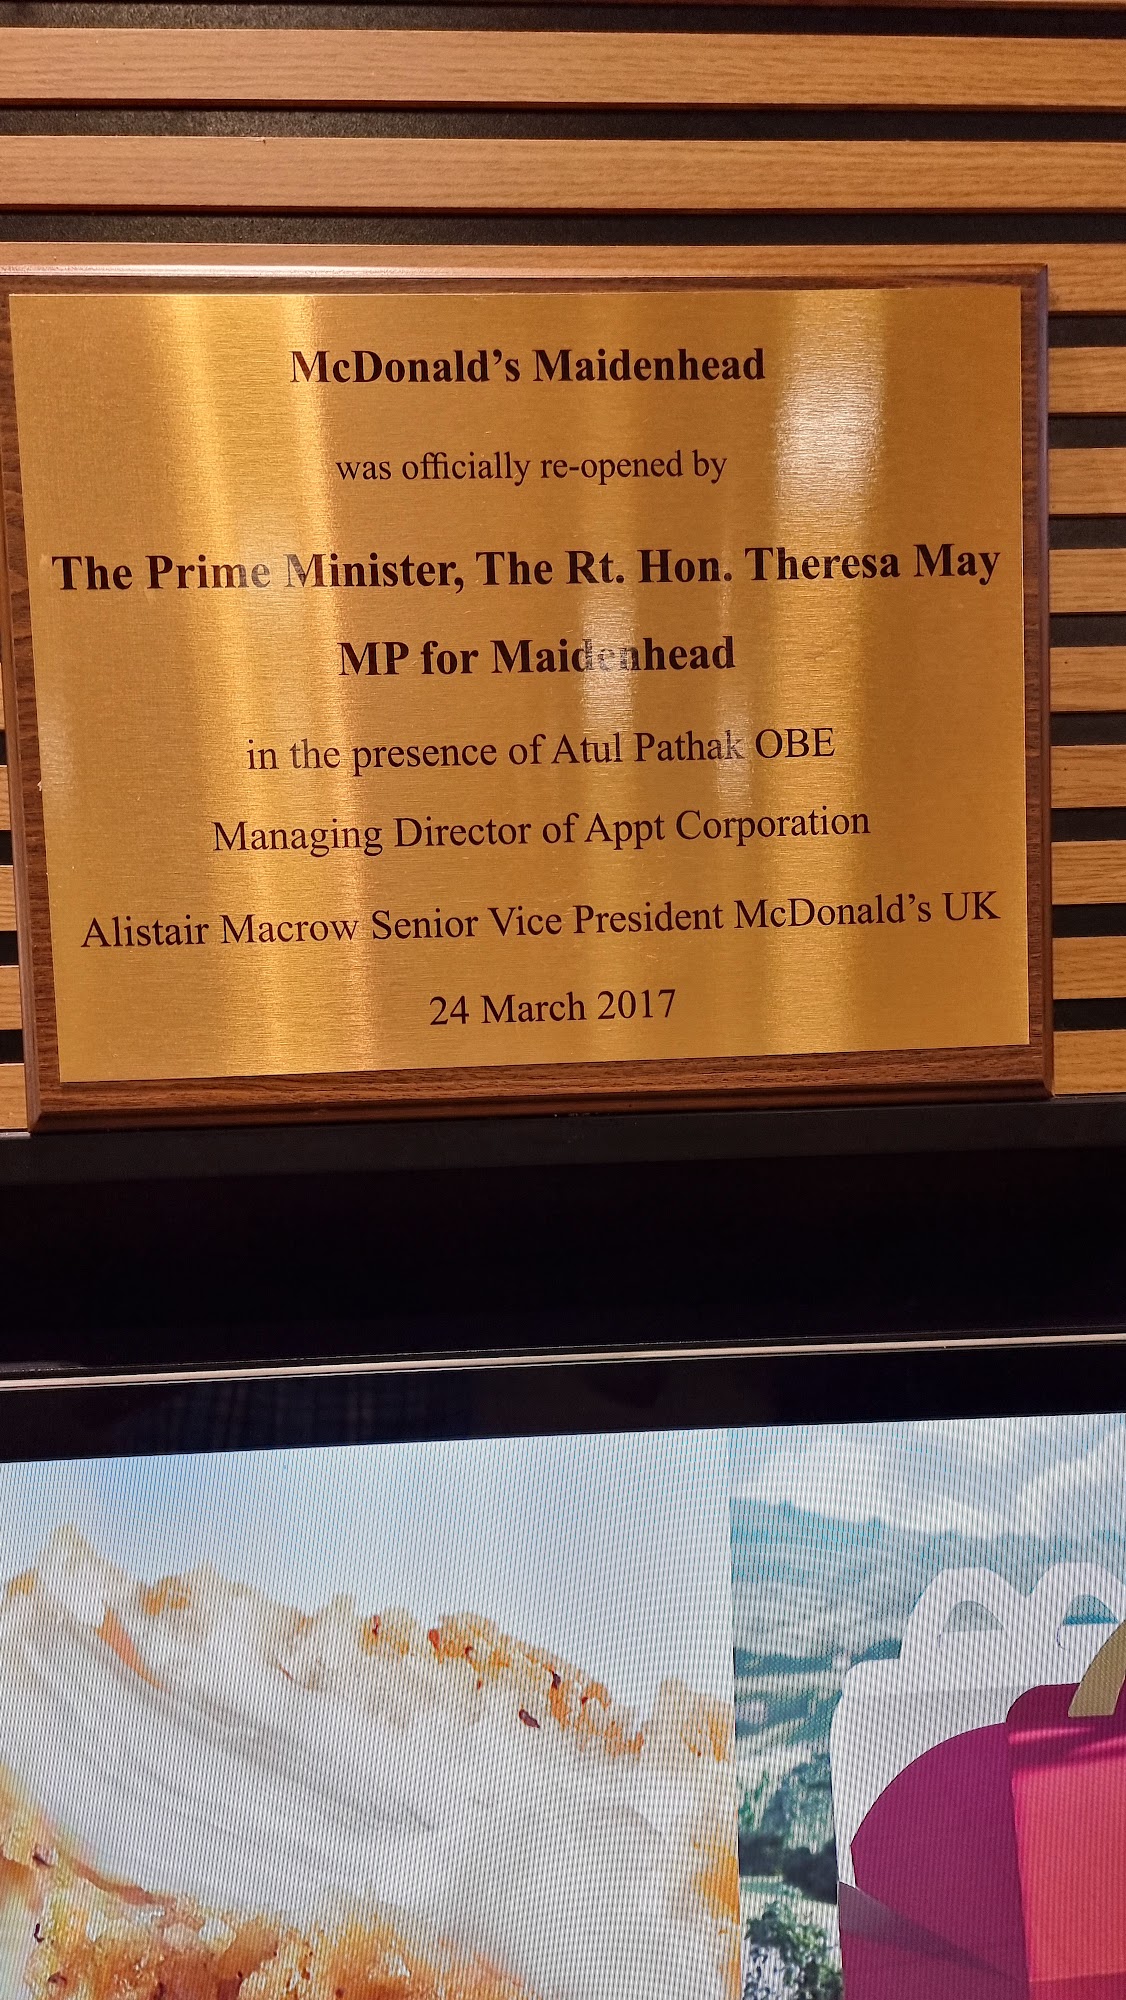 McDonald's Maidenhead
was officially re-opened by
The Prime Minister, The Rt. Hon. Theresa May
MP for Maidenhead
in the presence of Atul Pathak OBE
Managing Director of Appt Corporation
Alistair Macrow Senior Vice President McDonald's UK
24 March 2017